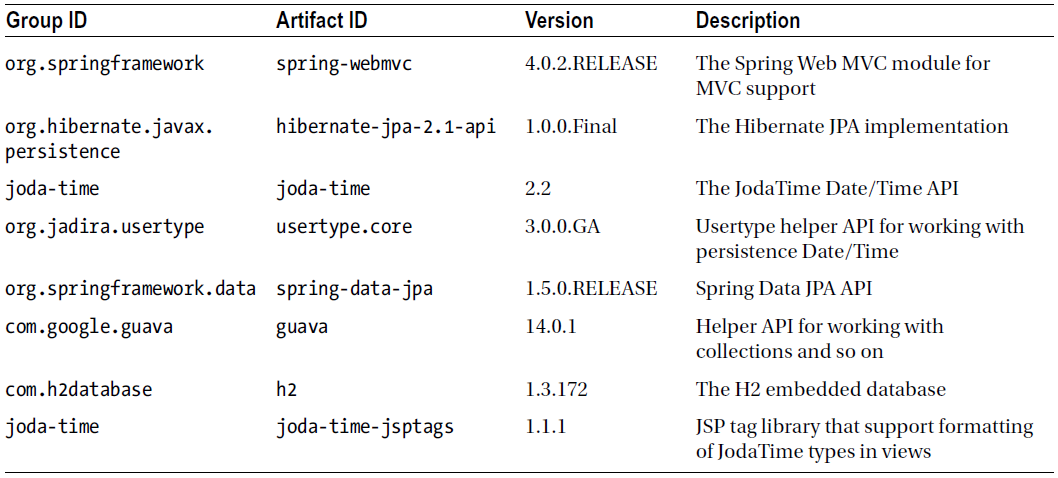 Group ID Artifact ID Version Description
org.springframework spring-webmvc 4.0.2.RELEASE The Spring Web MVC module for
MVC support
org.hibernate.javax. hibernate-jpa-2.1-api 1.0.0.Final The Hibernate JPA implementation
persistence
joda-time joda-time 2.2 The JodaTime Date/Time API
org.jadira.usertype usertype.core 3.0.0.GA Usertype helper API for working with
persistence Date/Time
org.springframework.data spring-data-jpa 1.5.0.RELEASE Spring Data JPA API
com.google.guava guava 14.0.1 Helper API for working with
collections and so on
com.h2database h2 1.3.172 The H2 embedded database
joda-time joda-time-jsptags 1.1.1 JSP tag library that support formatting
of JodaTime types in views